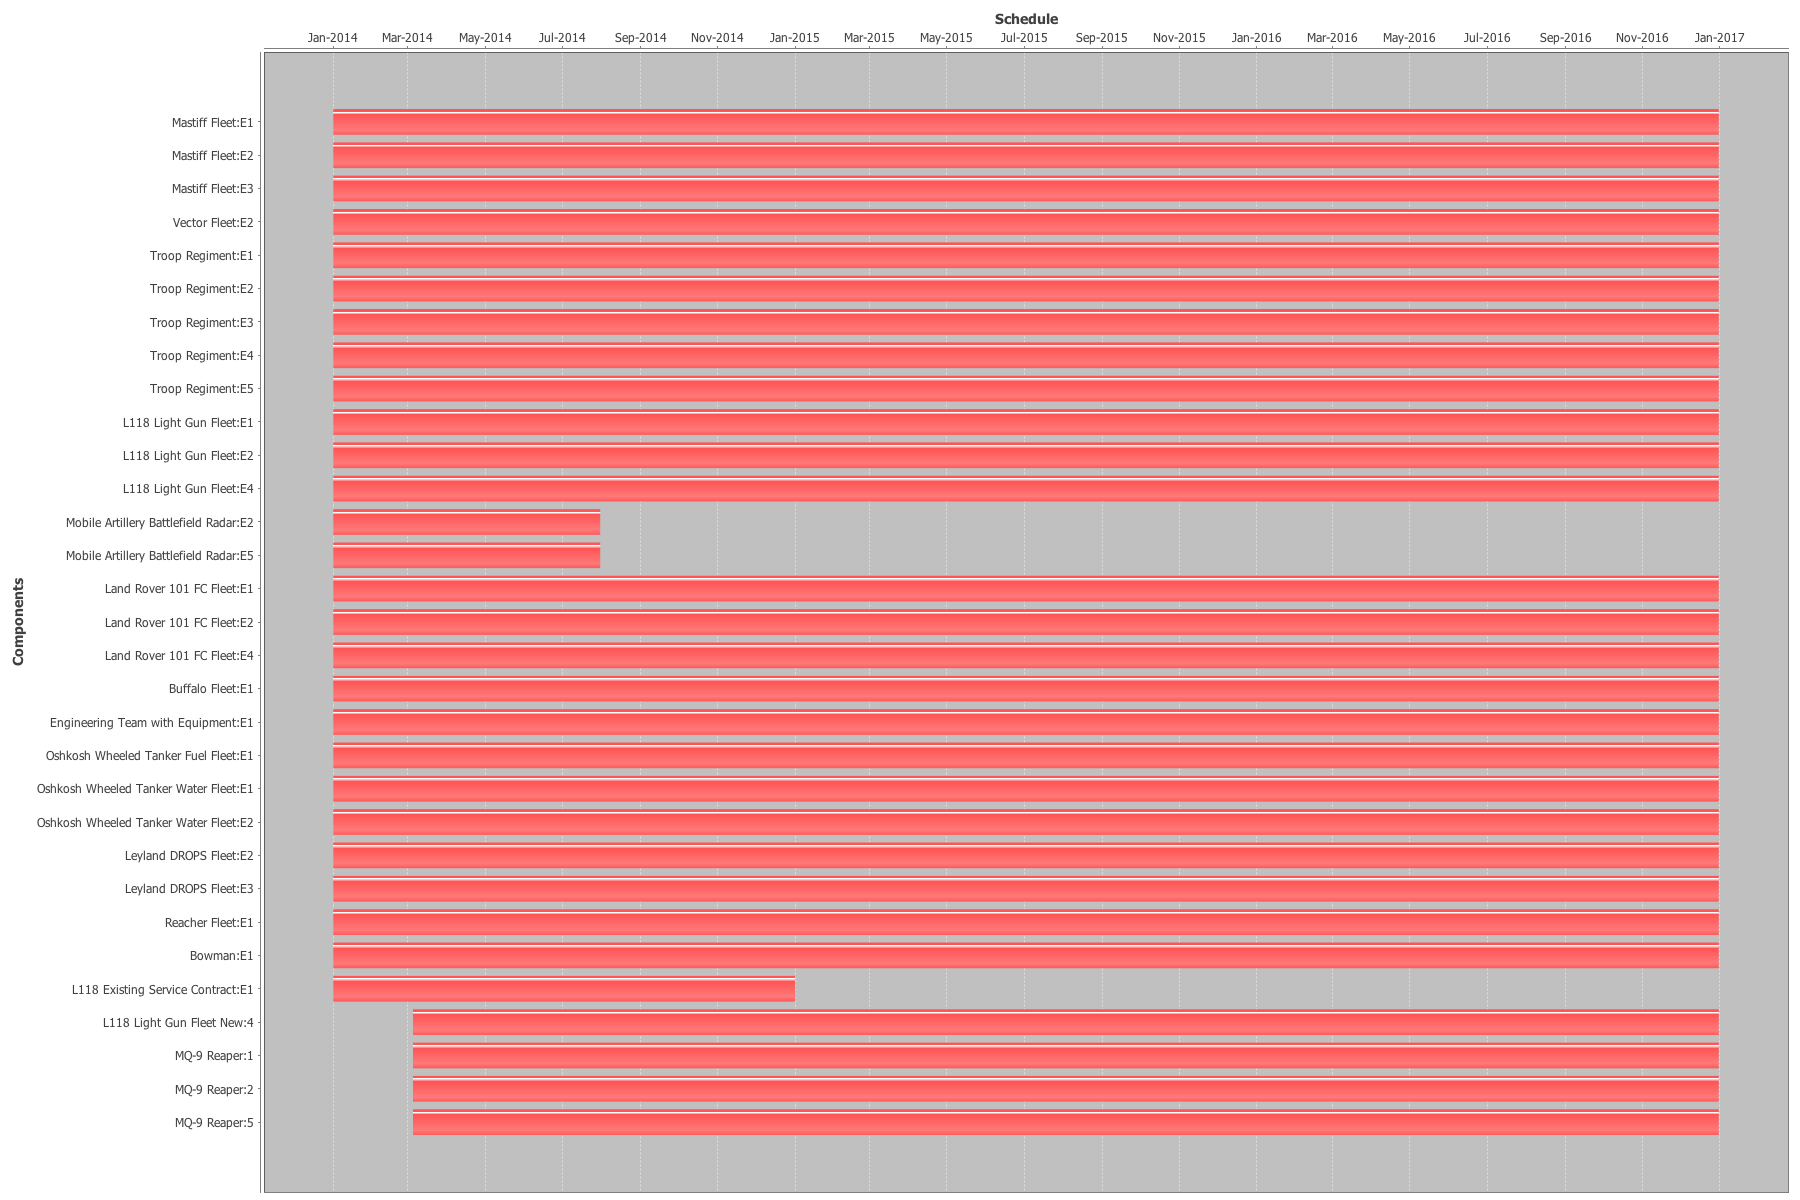 Schedule
Jan-2014 Mar-2014 May-2014 Jul-2014 Sep-2014 Nov-2014 Jan-2015 Mar-2015 May-2015 Jul-2015 Sep-2015 Nov-2015 Jan-2016 Mar-2016 May-2016 Jul-2016 Sep-2016 Nov-2016 Jan-2017
Components
Mastiff Fleet:E1
Mastiff Fleet:E2
Mastiff Fleet:E3
Vector Fleet:E2
Troop Regiment:E1
Troop Regiment:E2
Troop Regiment:E3
Troop Regiment:E4
Troop Regiment:E5
L118 Light Gun Fleet:E1
L118 Light Gun Fleet:E2
L118 Light Gun Fleet:E4
Mobile Artillery Battlefield Radar:E2
Mobile Artillery Battlefield Radar:E5
Land Rover 101 FC Fleet:E1
Land Rover 101 FC Fleet:E2
Land Rover 101 FC Fleet:E4
Buffalo Fleet:E1
Engineering Team with Equipment:E1
Oshkosh Wheeled Tanker Fuel Fleet:E1
Oshkosh Wheeled Tanker Water Fleet:E1
Oshkosh Wheeled Tanker Water Fleet:E2
Leyland DROPS Fleet:E2
Leyland DROPS Fleet:E3
Reacher Fleet:E1
Bowman:E1
L118 Existing Service Contract:E1
L118 Light Gun Fleet New:4
MQ-9 Reaper:1
MQ-9 Reaper:2
MQ-9 Reaper:5